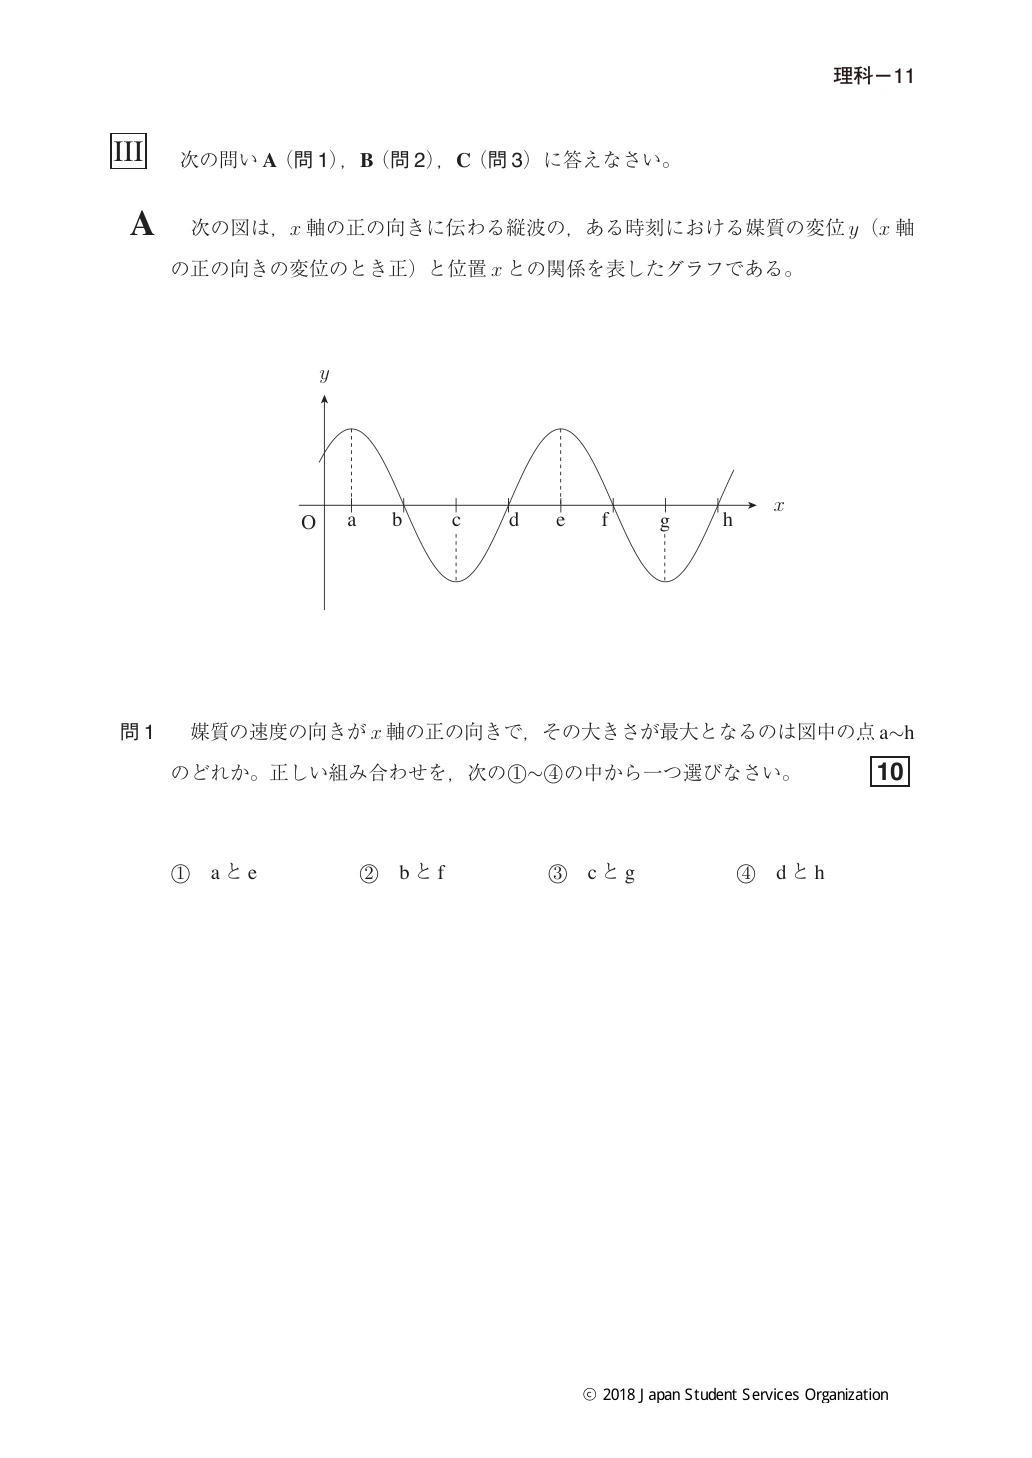 理科－11
III 次の問い A（問 1），B（問 2），C（問 3）に答えなさい。
A 次の図は，x 軸の正の向きに伝わる縦波の，ある時刻における媒質の変位 y（x 軸
の正の向きの変位のとき正）と位置 x との関係を表したグラフである。
y
x
O a b c d e f g h
問 1 媒質の速度の向きが x 軸の正の向きで，その大きさが最大となるのは図中の点 a~h
のどれか。正しい組み合わせを，次の①~④の中から一つ選びなさい。 10
① a と e ② b と f ③ c と g ④ d と h
© 2018 Japan Student Services Organization